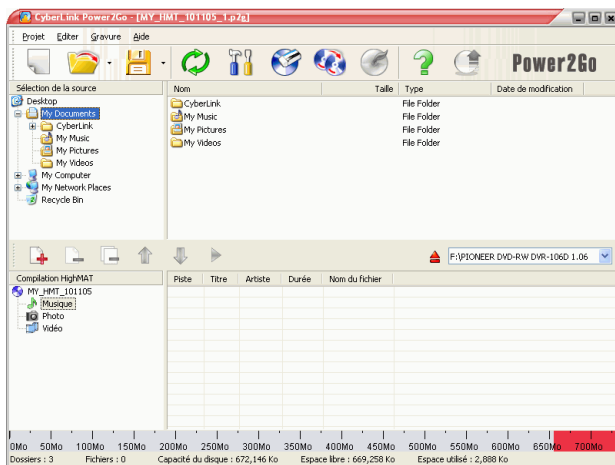 CyberLink Power2Go - [MY_HMT_101105_1.p2g]
Projet Editer Gravure Aide
Power2Go
Sélection de la source
Nom Taille Type Date de modification
Desktop
My Documents
CyberLink
My Music
My Pictures
My Videos
My Computer
My Network Places
Recycle Bin
CyberLink File Folder
My Music File Folder
My Pictures File Folder
My Videos File Folder
F:\PIONEER DVD-RW DVR-106D 1.06
Compilation HighMAT
Piste Titre Artiste Durée Nom du fichier
MY_HMT_101105
Musique
Photo
Vidéo
0Mo 50Mo 100Mo 150Mo 200Mo 250Mo 300Mo 350Mo 400Mo 450Mo 500Mo 550Mo 600Mo 650Mo 700Mo
Dossiers : 3 Fichiers : 0 Capacité du disque : 672,146 Ko Espace libre : 669,258 Ko Espace utilisé : 2,888 Ko